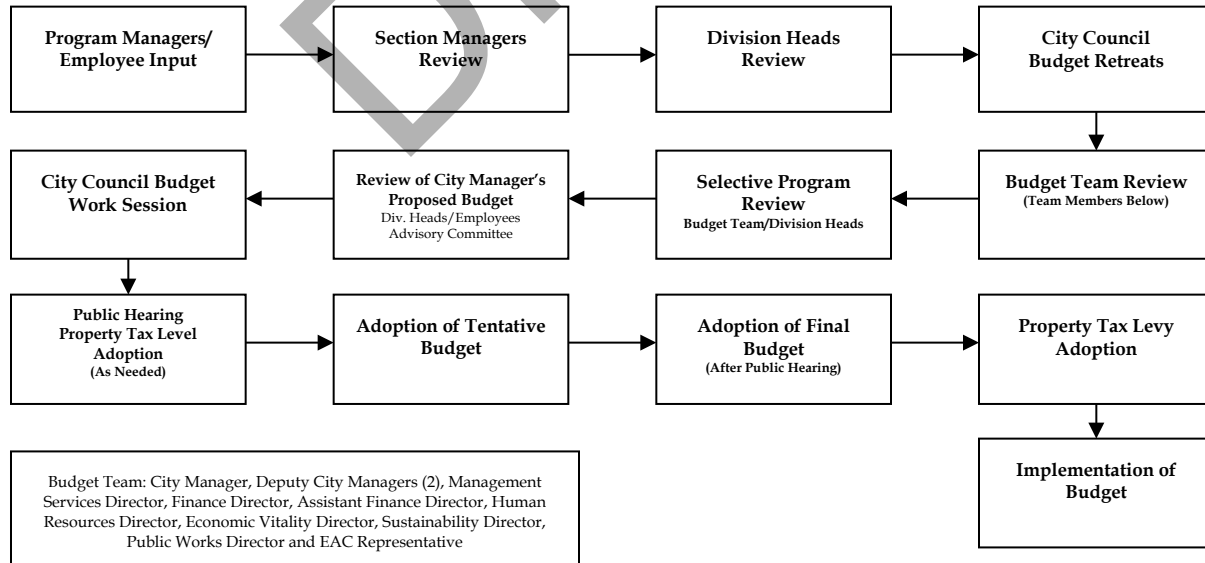 Program Managers/
Employee Input
Section Managers
Review
Division Heads
Review
City Council
Budget Retreats
City Council Budget
Work Session
Review of City Manager's
Proposed Budget
Div. Heads/Employees
Advisory Committee
Selective Program
Review
Budget Team/Division Heads
Budget Team Review
(Team Members Below)
Public Hearing
Property Tax Level
Adoption
(As Needed)
Adoption of Tentative
Budget
Adoption of Final
Budget
(After Public Hearing)
Property Tax Levy
Adoption
Implementation of
Budget
Budget Team: City Manager, Deputy City Managers (2), Management
Services Director, Finance Director, Assistant Finance Director, Human
Resources Director, Economic Vitality Director, Sustainability Director,
Public Works Director and EAC Representative